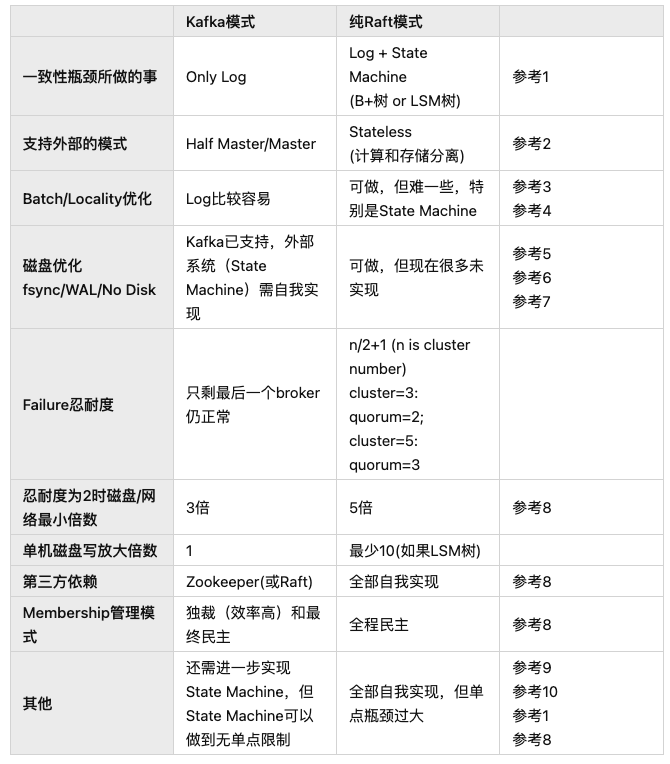 Kafka模式
纯Raft模式
一致性瓶颈所做的事
Only Log
Log + State
Machine
(B+树 or LSM树)
参考1
支持外部的模式
Half Master/Master
Stateless
(计算和存储分离)
参考2
Batch/Locality优化
Log比较容易
可做，但难一些，特
别是State Machine
参考3
参考4
磁盘优化
fsync/WAL/No Disk
Kafka已支持，外部
系统（State
Machine）需自我实
现
可做，但现在很多未
实现
参考5
参考6
参考7
Failure忍耐度
只剩最后一个broker
仍正常
n/2+1 (n is cluster
number)
cluster=3:
quorum=2;
cluster=5:
quorum=3
忍耐度为2时磁盘/网
络最小倍数
3倍
5倍
参考8
单机磁盘写放大倍数
1
最少10(如果LSM树)
第三方依赖
Zookeeper(或Raft)
全部自我实现
参考8
Membership管理模
式
独裁（效率高）和最
终民主
全程民主
参考8
其他
还需进一步实现
State Machine，但
State Machine可以
做到无单点限制
全部自我实现，但单
点瓶颈过大
参考9
参考10
参考1
参考8